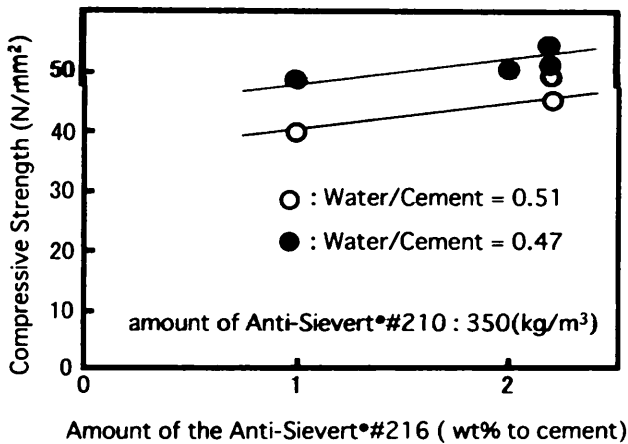 Compressive Strength (N/mm²)
50
40
30
20
10
0
○ : Water/Cement = 0.51
● : Water/Cement = 0.47
amount of Anti-Sievert®#210 : 350(kg/m³)
0 1 2
Amount of the Anti-Sievert®#216 ( wt% to cement)